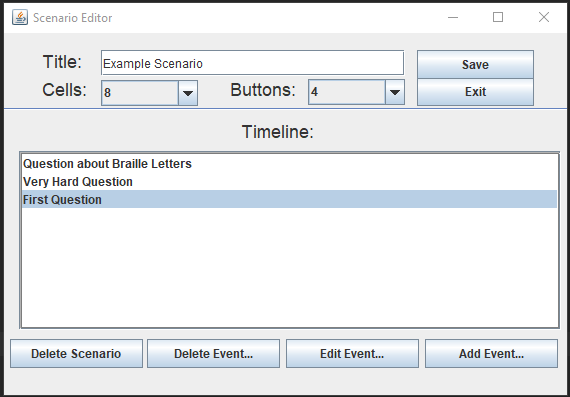 Scenario Editor
Title: Example Scenario Save
Cells: 8 Buttons: 4 Exit
Timeline:
Question about Braille Letters
Very Hard Question
First Question
Delete Scenario Delete Event... Edit Event... Add Event...